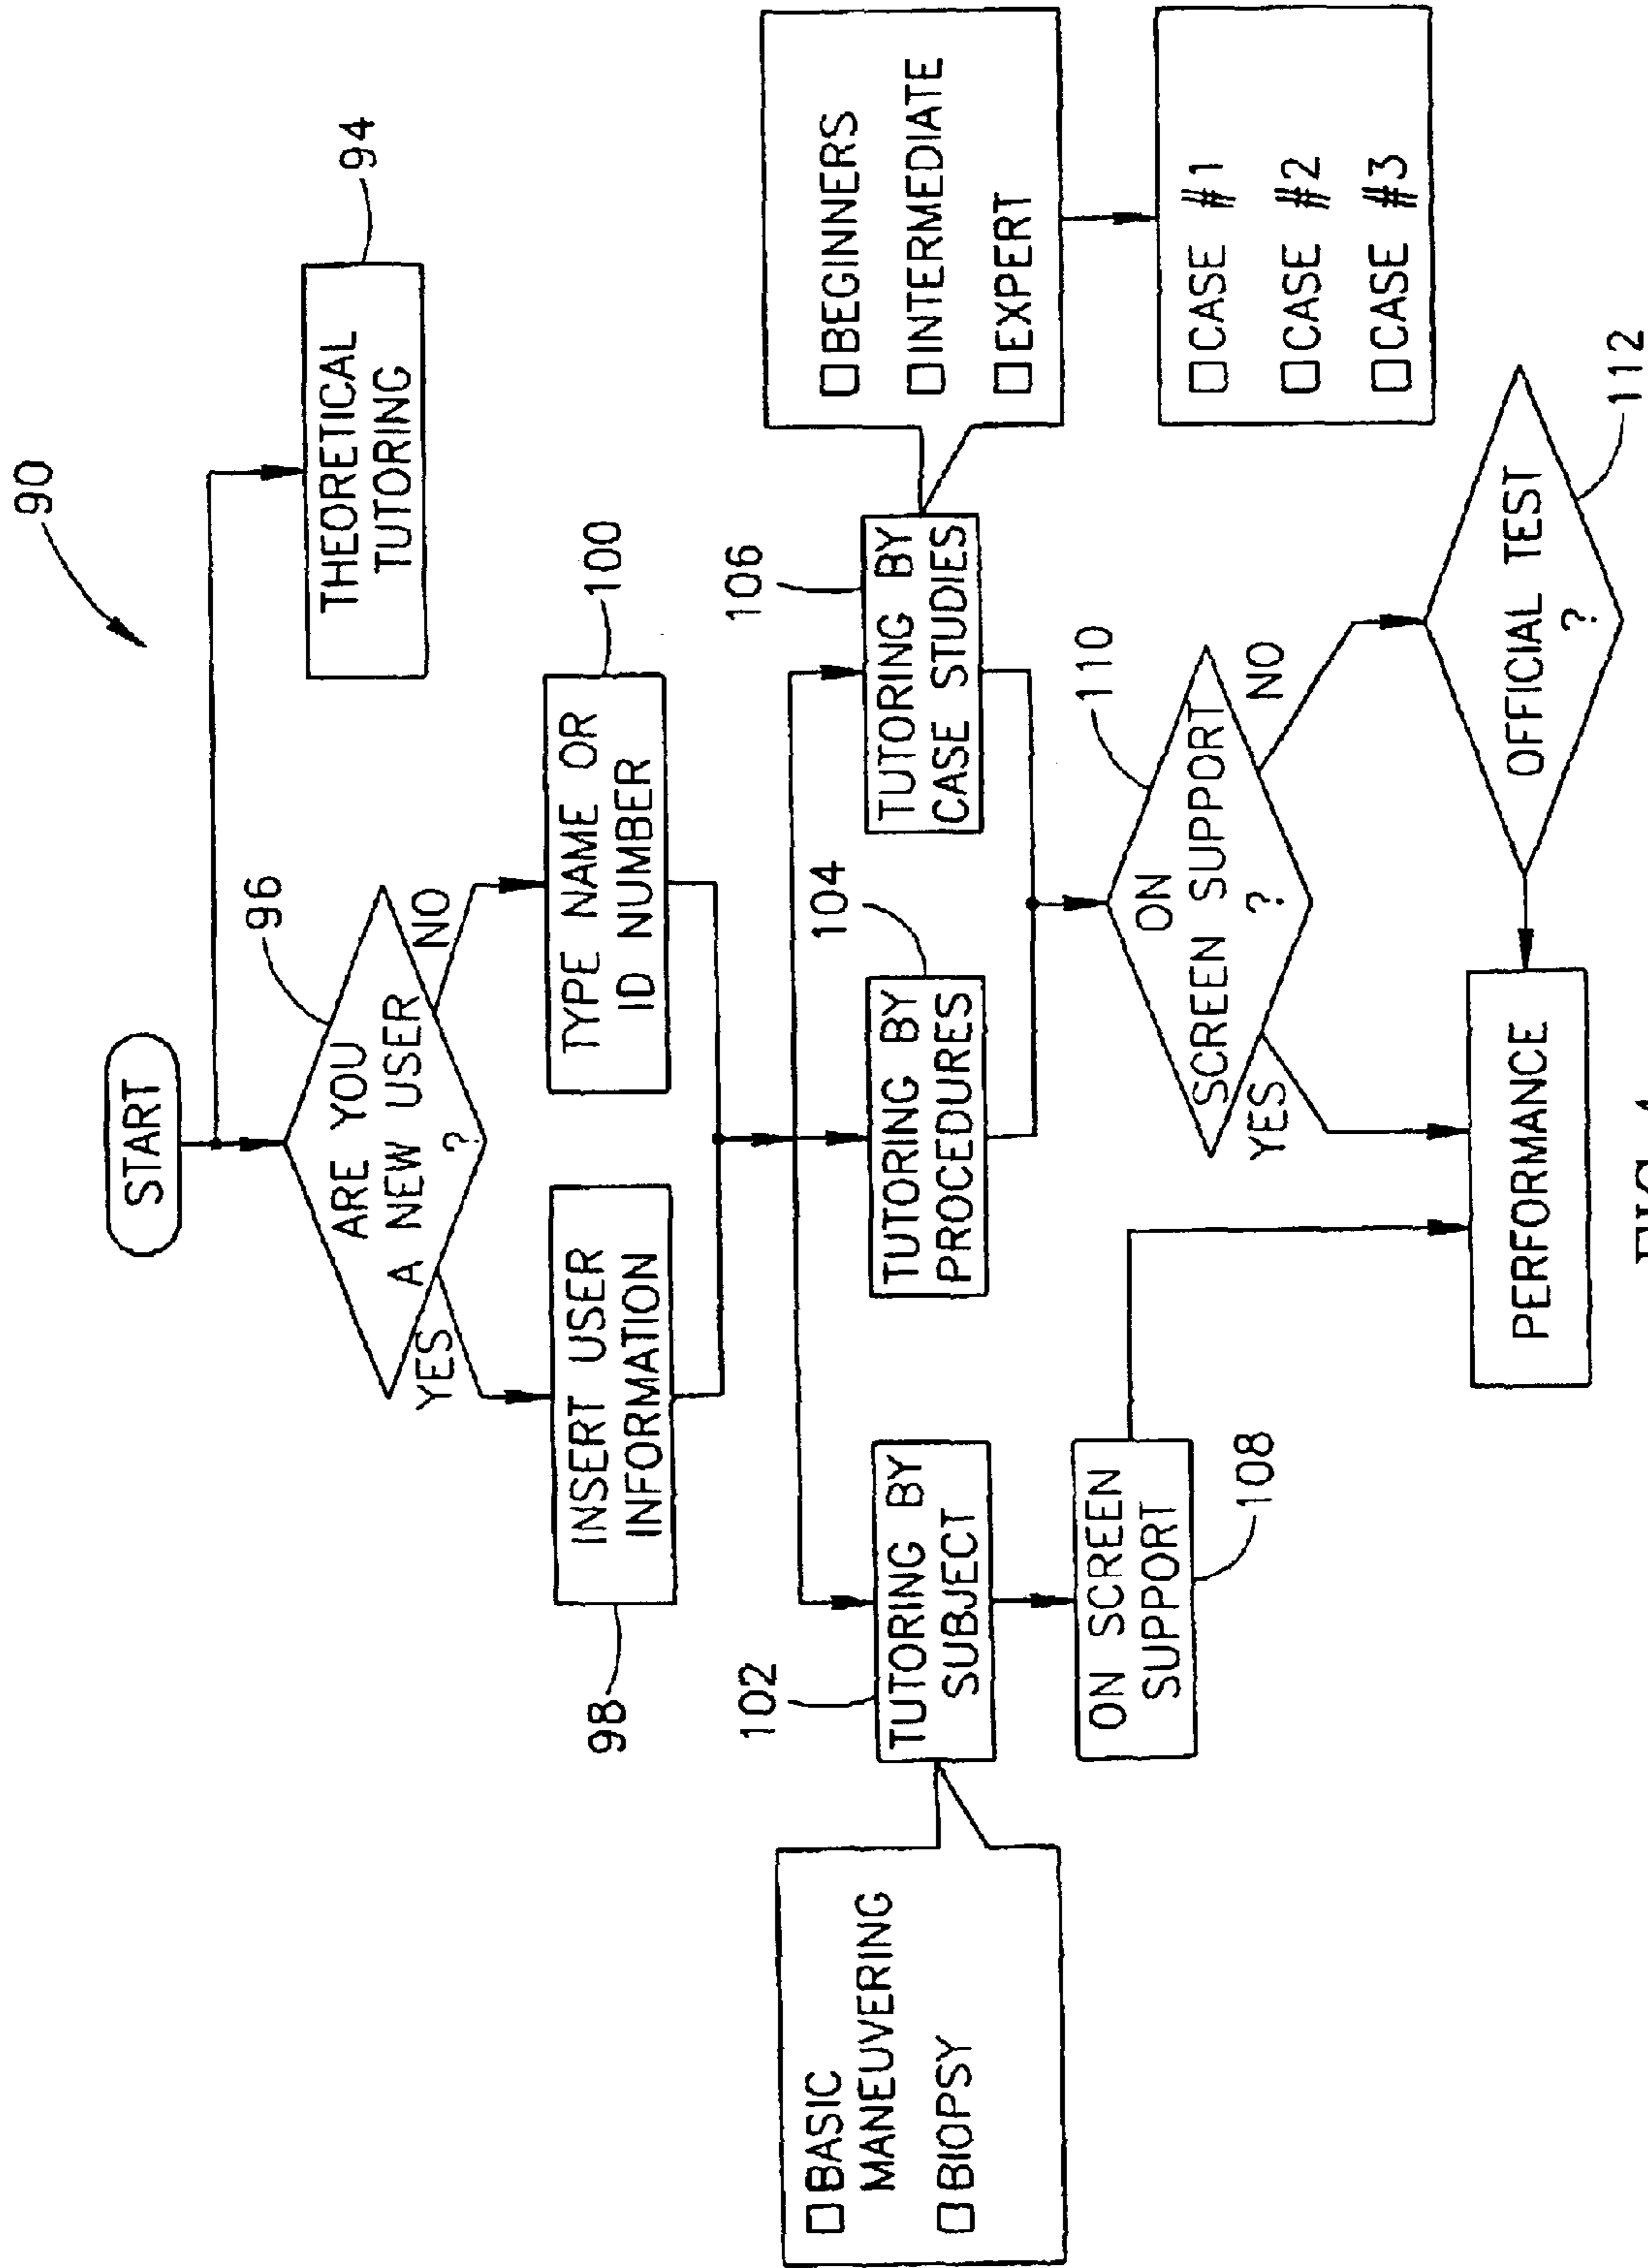 90
START
THEORETICAL
TUTORING
94
96
ARE YOU
A NEW USER
?
YES
NO
INSERT USER
INFORMATION
98
TYPE NAME OR
ID NUMBER
100
102
TUTORING BY
SUBJECT
□BASIC
MANEUVERING
□BIOPSY
104
TUTORING BY
PROCEDURES
106
TUTORING BY
CASE STUDIES
□BEGINNERS
□INTERMEDIATE
□EXPERT
□CASE #1
□CASE #2
□CASE #3
ON SCREEN
SUPPORT
108
110
ON
SCREEN SUPPORT
?
YES
NO
OFFICIAL TEST
?
112
PERFORMANCE